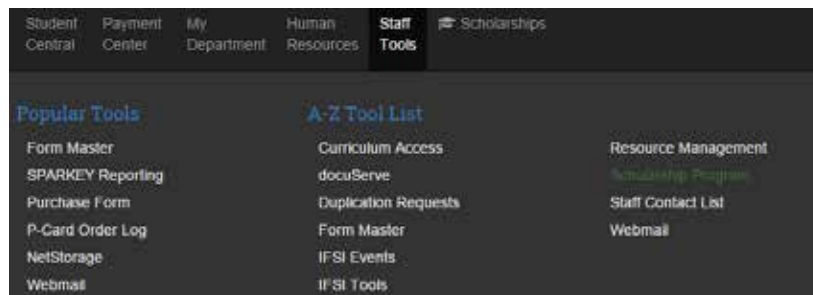 Student Central
Payment Center
My Department
Human Resources
Staff Tools
Scholarships
Popular Tools
Form Master
SPARKEY Reporting
Purchase Form
P-Card Order Log
NetStorage
Webmail
A-Z Tool List
Curriculum Access
docuServe
Duplication Requests
Form Master
IFSI Events
IFSI Tools
Resource Management
Scholarship Program
Staff Contact List
Webmail